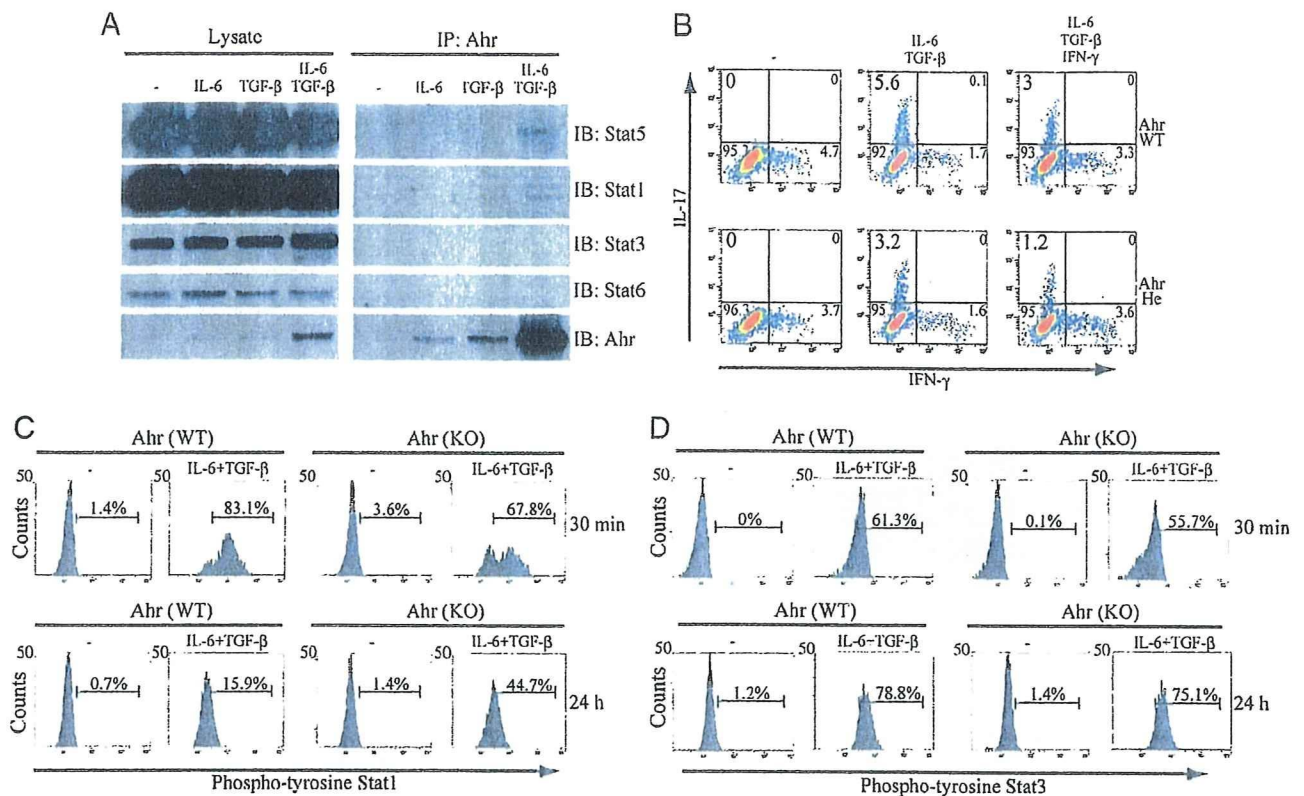 A
Lysate
IP: Ahr
- IL-6 TGF-β IL-6 TGF-β
- IL-6 TGF-β IL-6 TGF-β
IB: Stat5
IB: Stat1
IB: Stat3
IB: Stat6
IB: Ahr
B
IL-6 TGF-β
IL-6 TGF-β IFN-γ
0 0
4.7
5.6 0.1
92 1.7
3 0
93 3.3
Ahr WT
0 0
3.7
3.2 0
95 1.6
1.2 0
95 3.6
Ahr He
IL-17
IFN-γ
C
Ahr (WT)
Ahr (KO)
50 - 1.4%
50 IL-6+TGF-β 83.1%
50 - 3.6%
50 IL-6+TGF-β 67.8%
Counts
30 min
Ahr (WT)
Ahr (KO)
50 - 0.7%
50 IL-6+TGF-β 15.9%
50 - 1.4%
50 IL-6+TGF-β 44.7%
Counts
24 h
Phospho-tyrosine Stat1
D
Ahr (WT)
Ahr (KO)
50 - 0%
50 IL-6+TGF-β 61.3%
50 - 0.1%
50 IL-6+TGF-β 55.7%
Counts
30 min
Ahr (WT)
Ahr (KO)
50 - 1.2%
50 IL-6+TGF-β 78.8%
50 - 1.4%
50 IL-6+TGF-β 75.1%
Counts
24 h
Phospho-tyrosine Stat3